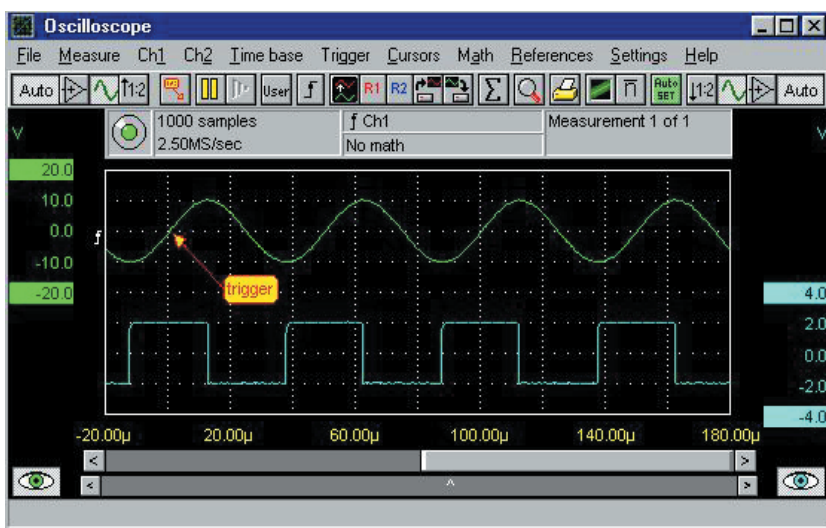 Oscilloscope
File Measure Ch1 Ch2 Time base Trigger Cursors Math References Settings Help
Auto 1:2 User f R1 R2 Σ Auto SET 1:2 Auto
1000 samples f Ch1 Measurement 1 of 1
2.50MS/sec No math
V V
20.0
10.0
0.0 f
-10.0
-20.0 trigger 4.0
2.0
0.0
-2.0
-4.0
-20.00µ 20.00µ 60.00µ 100.00µ 140.00µ 180.00µ